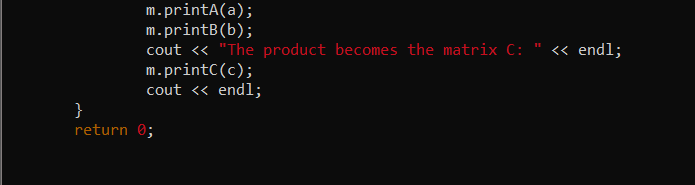 m.printA(a);
m.printB(b);
cout << "The product becomes the matrix C: " << endl;
m.printC(c);
cout << endl;
}
return 0;